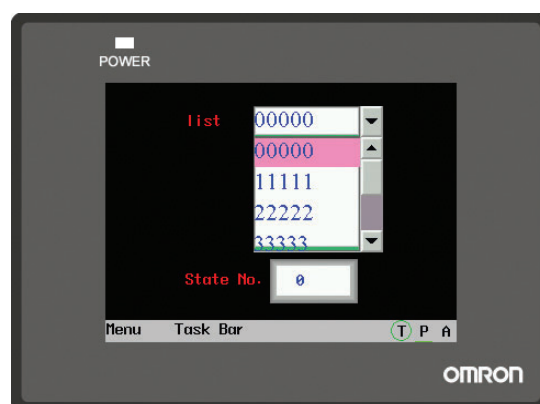 POWER
list 00000
00000
11111
22222
33333
State No. 0
Menu Task Bar T P A
OMRON